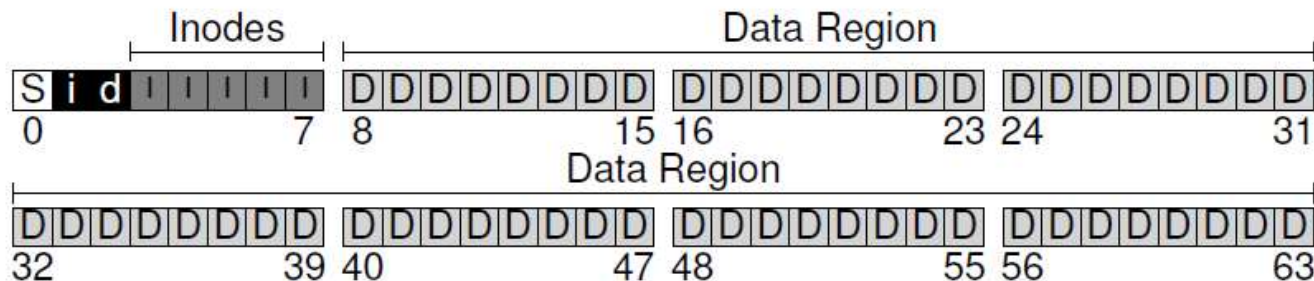 Inodes Data Region
S i d I I I I I D D D D D D D D D D D D D D D D D D D D D D D D
0 7 8 15 16 23 24 31
Data Region
D D D D D D D D D D D D D D D D D D D D D D D D D D D D D D D D
32 39 40 47 48 55 56 63